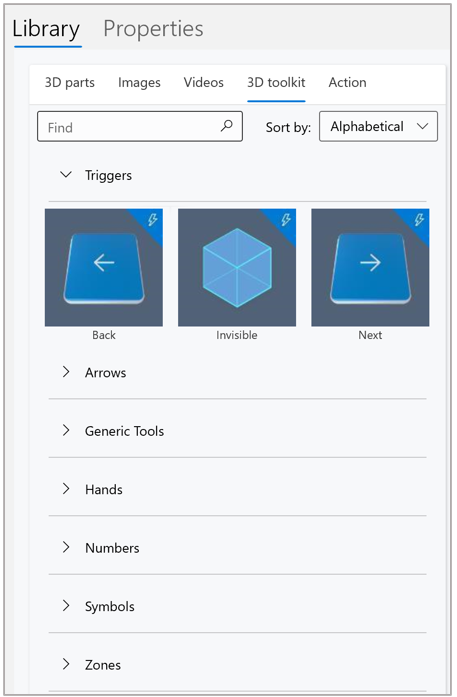 Library Properties
3D parts Images Videos 3D toolkit Action
Find Sort by: Alphabetical
Triggers
Back Invisible Next
Arrows
Generic Tools
Hands
Numbers
Symbols
Zones